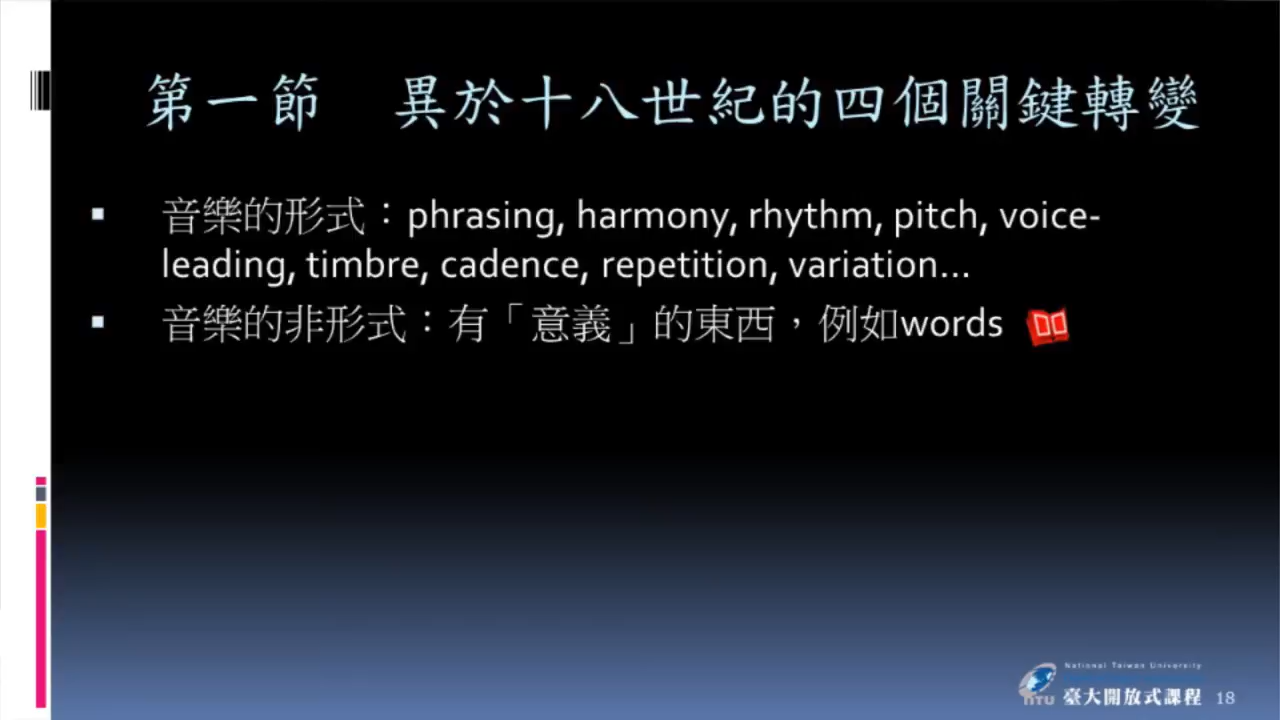 第一節 異於十八世紀的四個關鍵轉變
音樂的形式：phrasing, harmony, rhythm, pitch, voice-
leading, timbre, cadence, repetition, variation…
音樂的非形式：有「意義」的東西，例如words
National Taiwan University
NTU 臺大開放式課程 18